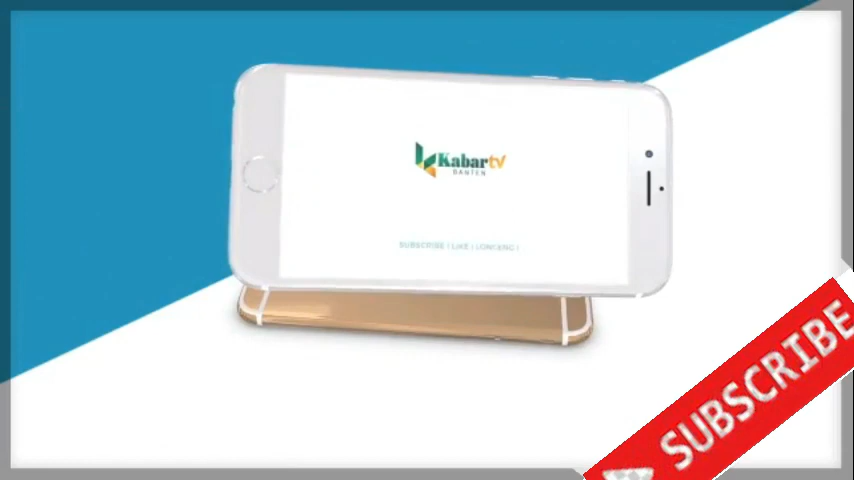 Kabartv
BANTEN
SUBSCRIBE | LIKE | LONCENG |
SUBSCRIBE